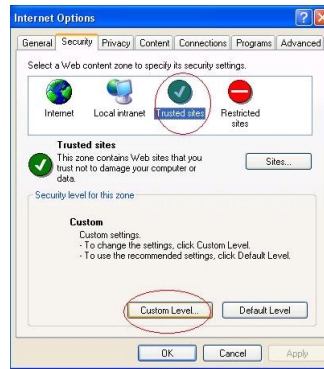 Internet Options
General Security Privacy Content Connections Programs Advanced
Select a Web content zone to specify its security settings.
Internet Local intranet Trusted sites Restricted sites
Trusted sites
This zone contains Web sites that you
trust not to damage your computer or
data.
Sites...
Security level for this zone
Custom
Custom settings.
- To change the settings, click Custom Level.
- To use the recommended settings, click Default Level.
Custom Level... Default Level
OK Cancel Apply